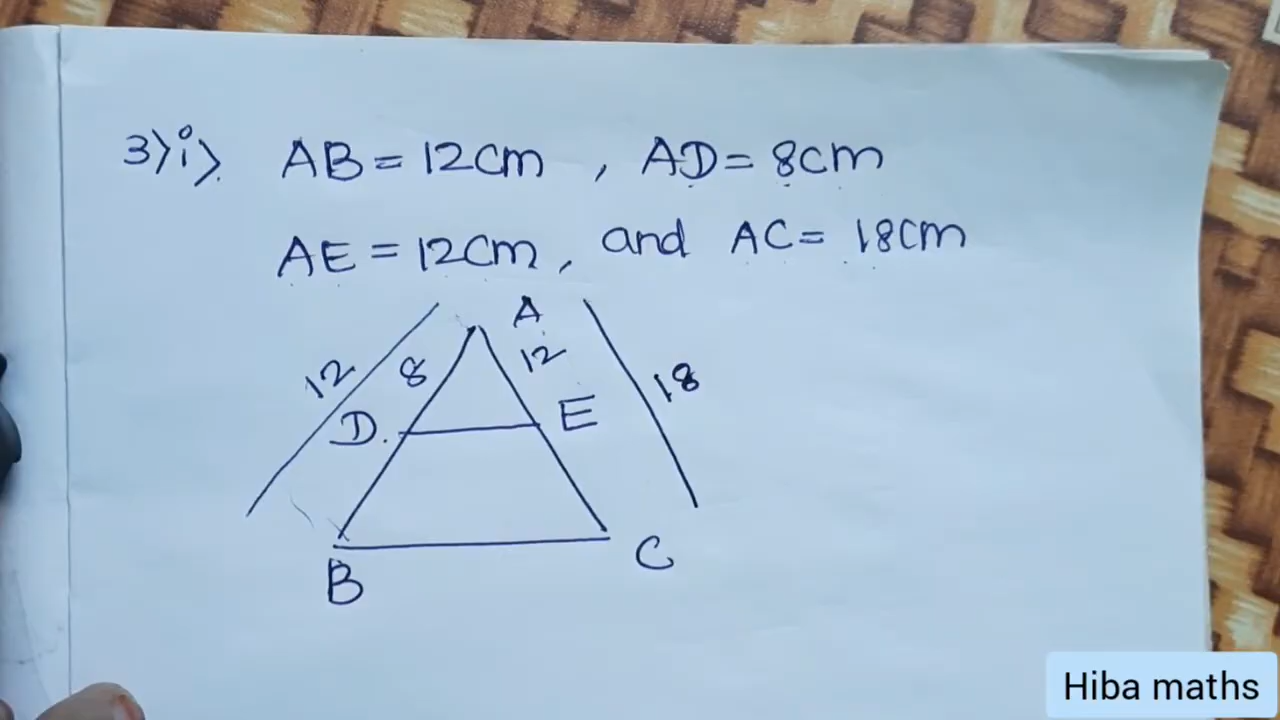 3) i) AB = 12cm , AD = 8cm
AE = 12cm , and AC = 18cm
A
12 8 12 18
D. E
B C
Hiba maths